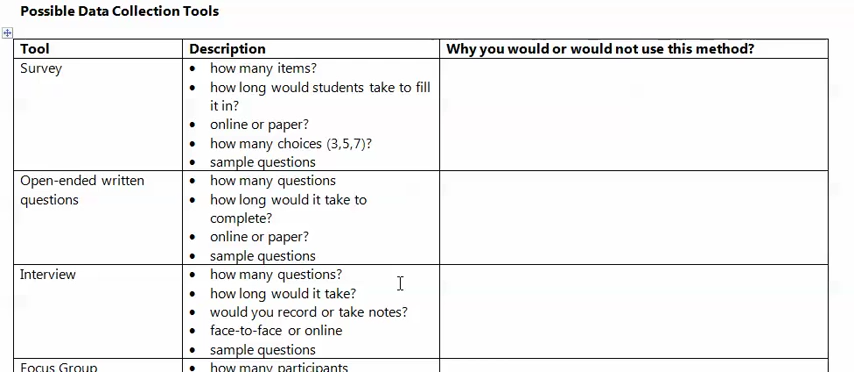 Possible Data Collection Tools
Tool Description Why you would or would not use this method?
Survey
• how many items?
• how long would students take to fill
it in?
• online or paper?
• how many choices (3,5,7)?
• sample questions
Open-ended written
questions
• how many questions
• how long would it take to
complete?
• online or paper?
• sample questions
Interview
• how many questions?
• how long would it take?
• would you record or take notes?
• face-to-face or online
• sample questions
Focus Group
• how many participants